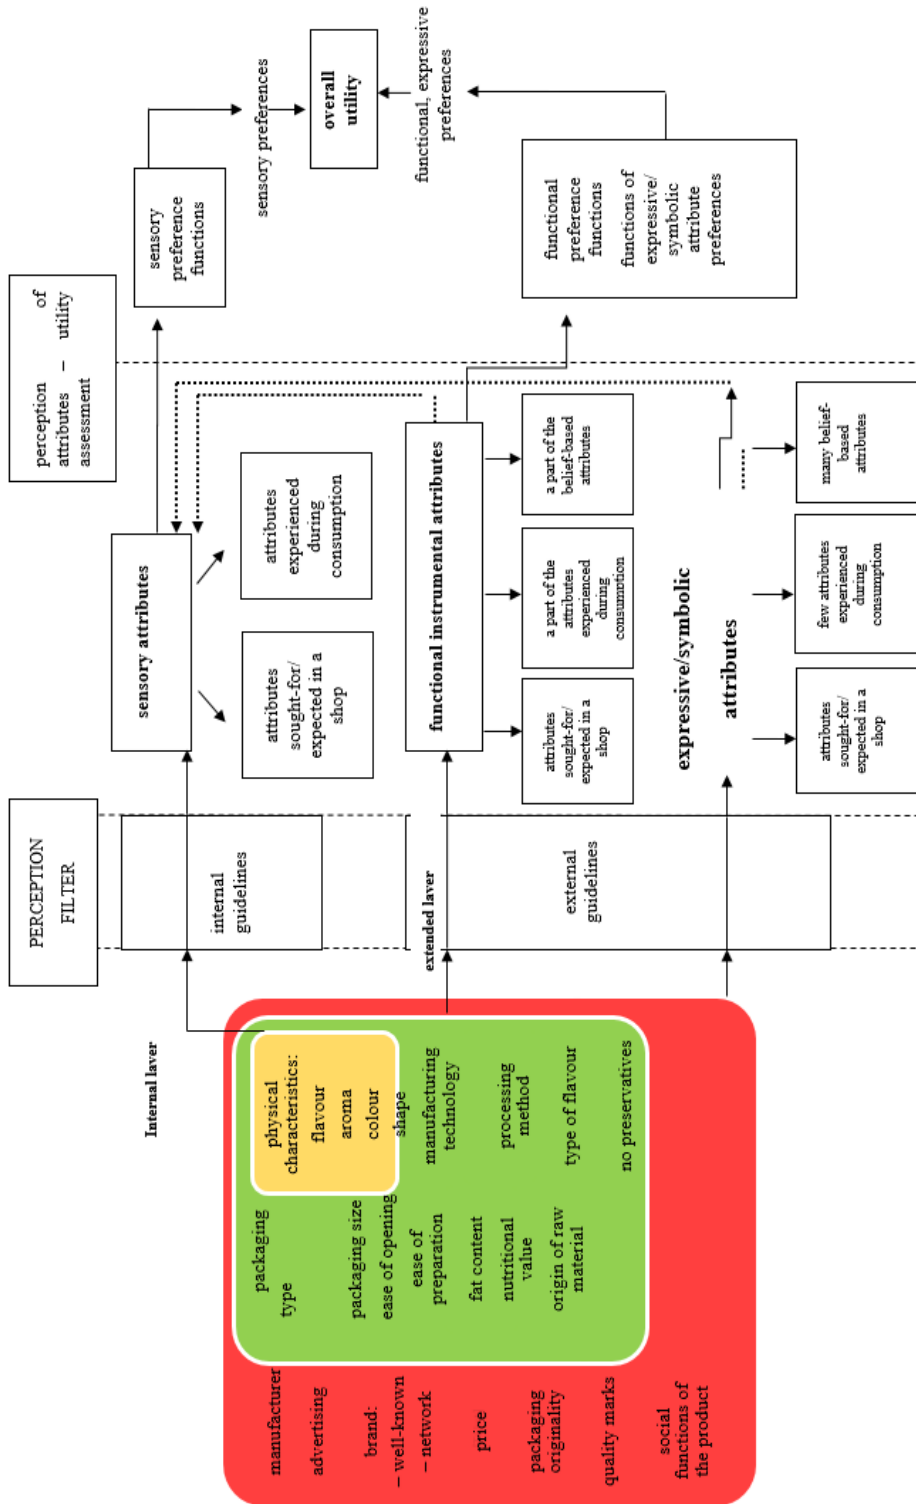 PERCEPTION
FILTER
perception of
attributes – utility
assessment
Internal laver
internal
guidelines
sensory attributes
attributes
sought-for/
expected in a
shop
attributes
experienced
during
consumption
sensory
preference
functions
sensory preferences
overall
utility
functional, expressive
preferences
physical
characteristics:
flavour
aroma
colour
shape
manufacturing
technology
processing
method
type of flavour
no preservatives
packaging
type
packaging size
ease of opening
ease of
preparation
fat content
nutritional
value
origin of raw
material
manufacturer
advertising
brand:
– well-known
– network
price
packaging
originality
quality marks
social
functions of
the product
extended laver
external
guidelines
functional instrumental attributes
attributes
sought-for/
expected in a
shop
a part of the
attributes
experienced
during
consumption
a part of the
belief-based
attributes
functional
preference
functions
functions of
expressive/
symbolic
attribute
preferences
expressive/symbolic
attributes
attributes
sought-for/
expected in a
shop
few attributes
experienced
during
consumption
many belief-
based
attributes